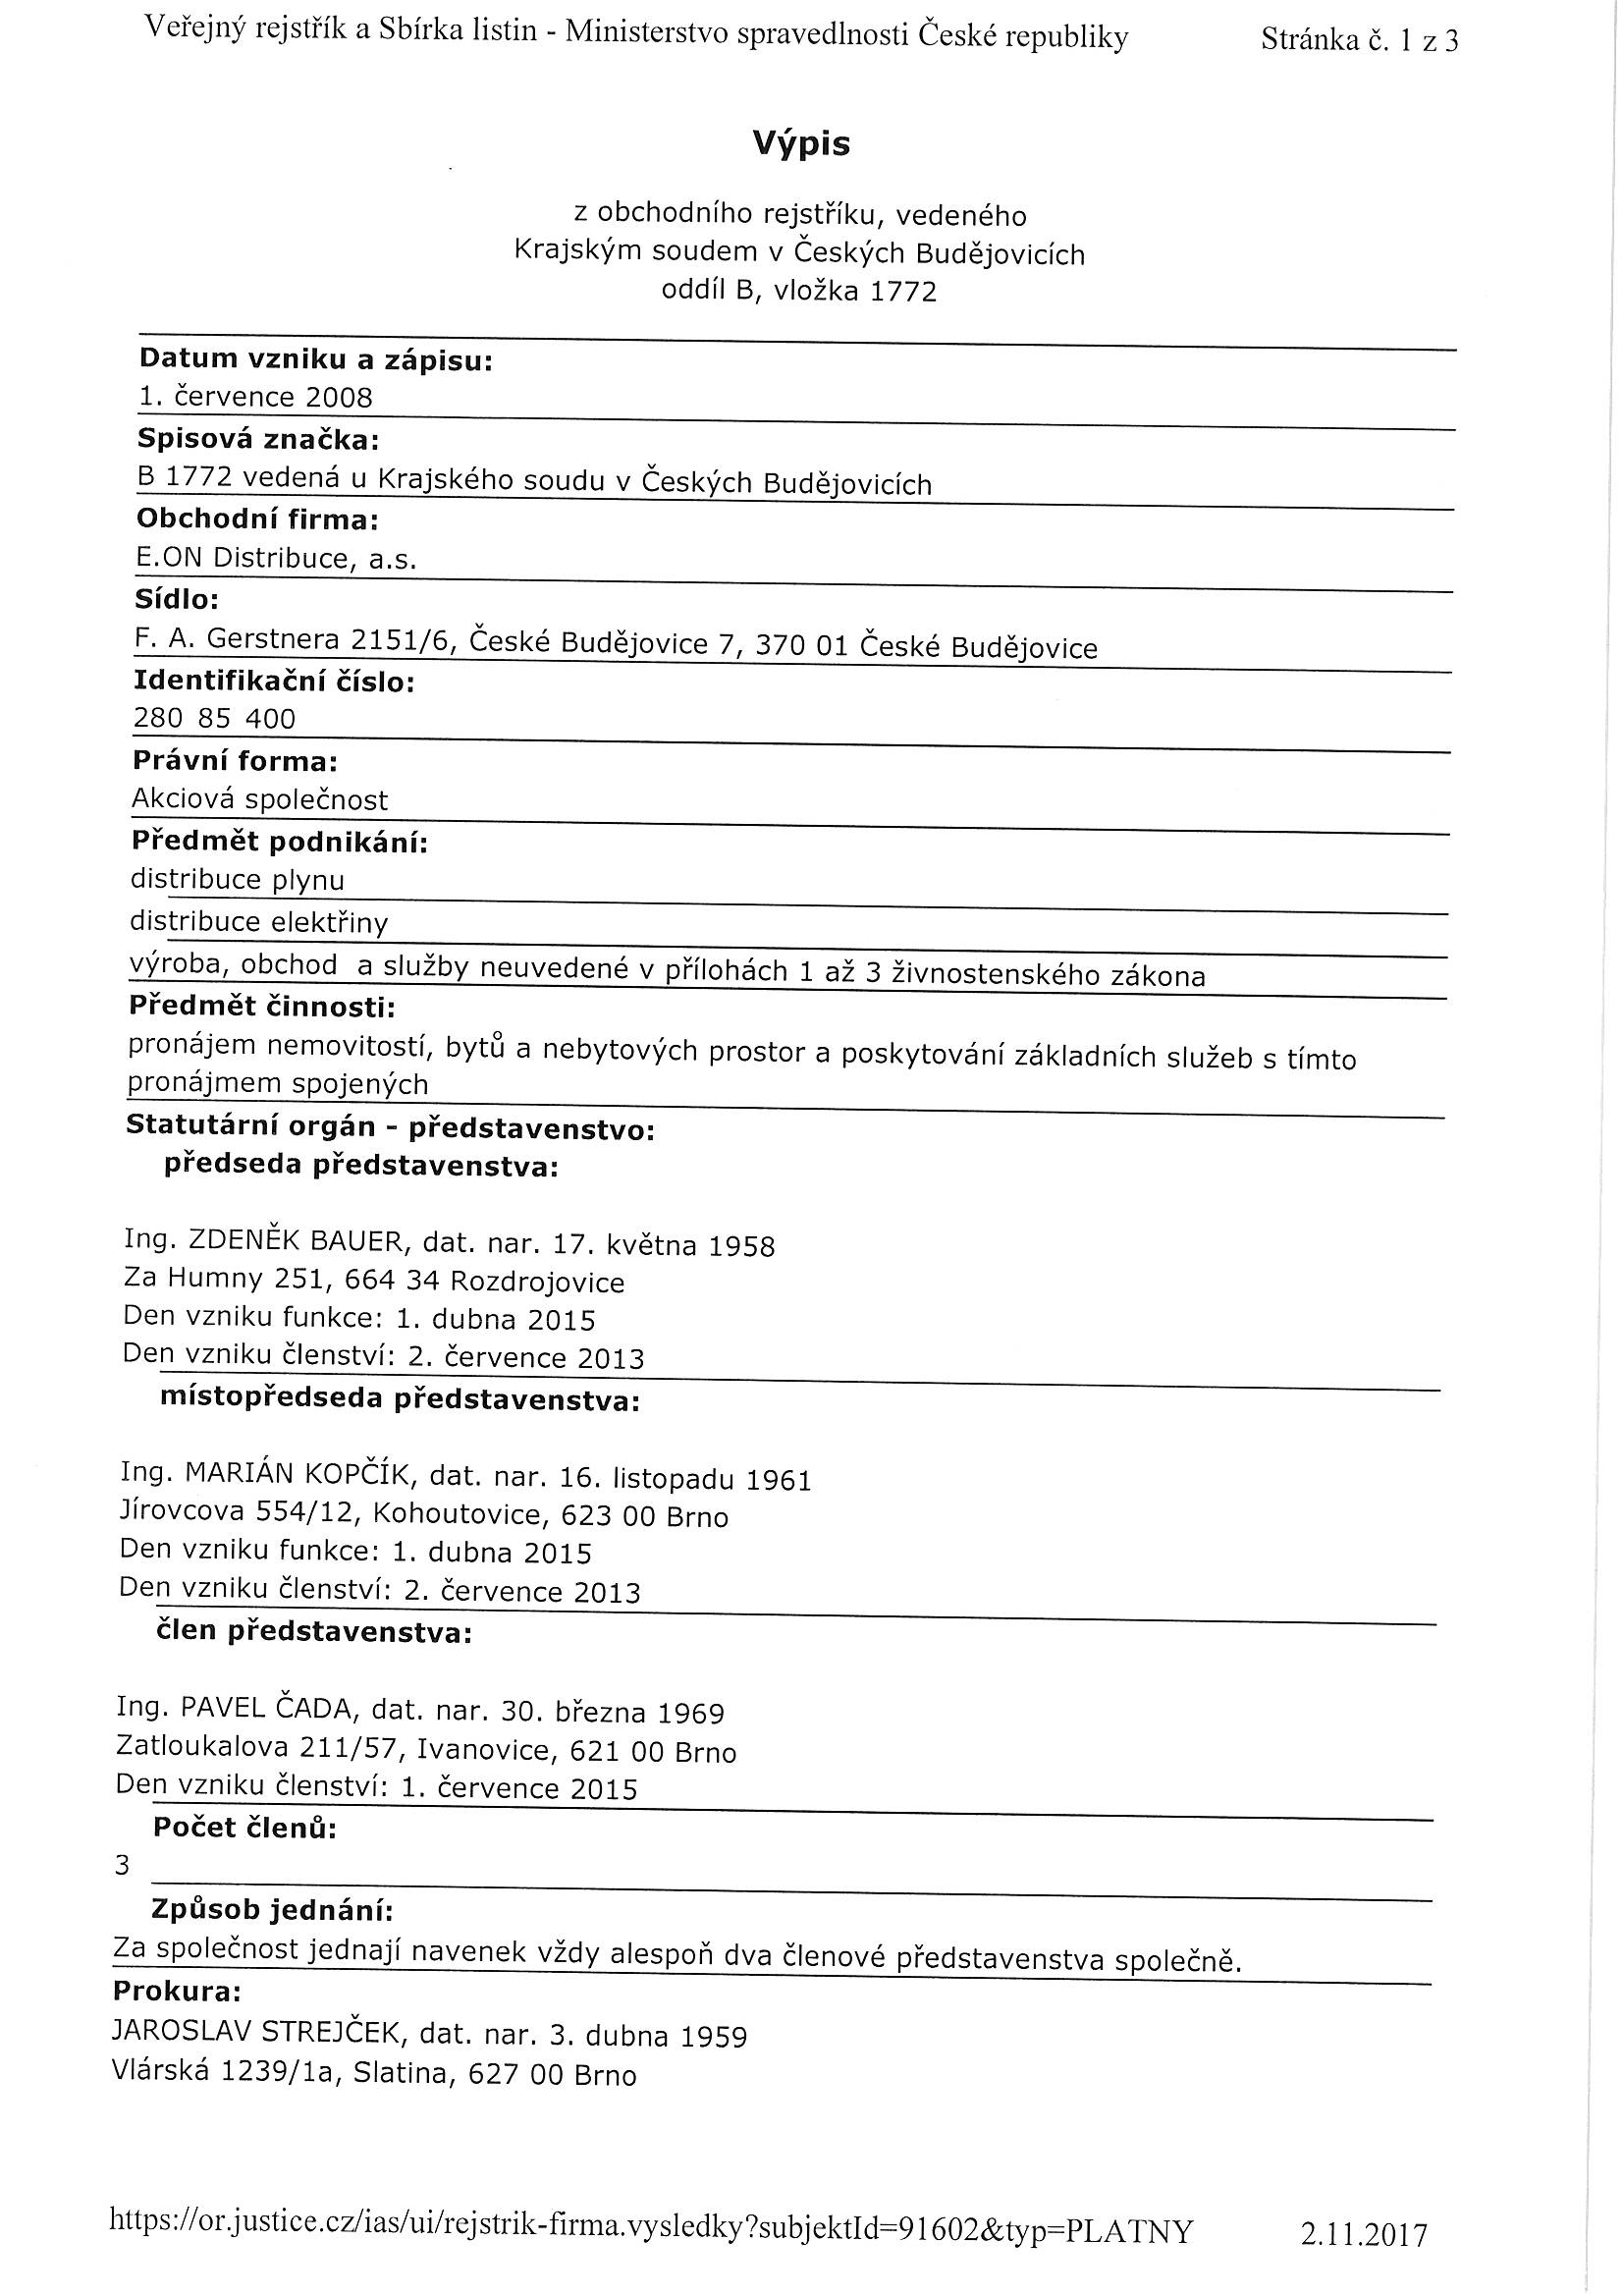 Veřejný rejstřík a Sbírka listin - Ministerstvo spravedlnosti České republiky Stránka č. 1 z 3
Výpis
z obchodního rejstříku, vedeného
Krajským soudem v Českých Budějovicích
oddíl B, vložka 1772
Datum vzniku a zápisu:
1. července 2008
Spisová značka:
B 1772 vedená u Krajského soudu v Českých Budějovicích
Obchodní firma:
E.ON Distribuce, a.s.
Sídlo:
F. A. Gerstnera 2151/6, České Budějovice 7, 370 01 České Budějovice
Identifikační číslo:
280 85 400
Právní forma:
Akciová společnost
Předmět podnikání:
distribuce plynu
distribuce elektřiny
výroba, obchod a služby neuvedené v přílohách 1 až 3 živnostenského zákona
Předmět činnosti:
pronájem nemovitostí, bytů a nebytových prostor a poskytování základních služeb s tímto
pronájmem spojených
Statutární orgán - představenstvo:
předseda představenstva:
Ing. ZDENĚK BAUER, dat. nar. 17. května 1958
Za Humny 251, 664 34 Rozdrojovice
Den vzniku funkce: 1. dubna 2015
Den vzniku členství: 2. července 2013
místopředseda představenstva:
Ing. MARIÁN KOPČÍK, dat. nar. 16. listopadu 1961
Jírovcova 554/12, Kohoutovice, 623 00 Brno
Den vzniku funkce: 1. dubna 2015
Den vzniku členství: 2. července 2013
člen představenstva:
Ing. PAVEL ČADA, dat. nar. 30. března 1969
Zatloukalova 211/57, Ivanovice, 621 00 Brno
Den vzniku členství: 1. července 2015
Počet členů:
3
Způsob jednání:
Za společnost jednají navenek vždy alespoň dva členové představenstva společně.
Prokura:
JAROSLAV STREJČEK, dat. nar. 3. dubna 1959
Vlárská 1239/1a, Slatina, 627 00 Brno
https://or.justice.cz/ias/ui/rejstrik-firma.vysledky?subjektId=91602&typ=PLATNY 2.11.2017